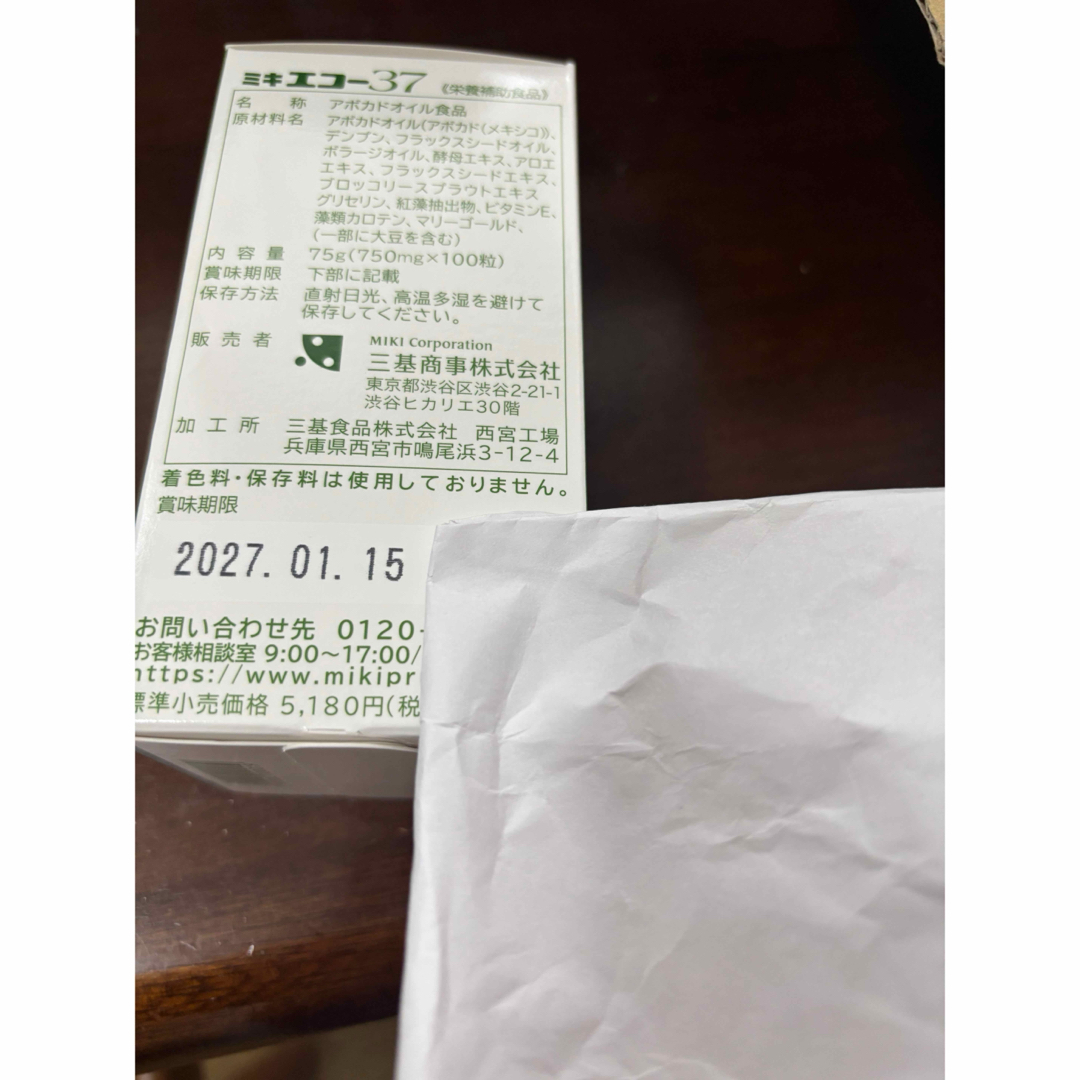 ミキ エコー37 《栄養補助食品》
名称 アボカドオイル食品
原材料名 アボカドオイル(アボカド(メキシコ))、
デンプン、フラックスシードオイル、
ボラージオイル、酵母エキス、アロエ
エキス、フラックスシードエキス、
ブロッコリースプラウトエキス
グリセリン、紅藻抽出物、ビタミンE、
藻類カロテン、マリーゴールド、
(一部に大豆を含む)
内容量 75g(750mg×100粒)
賞味期限 下部に記載
保存方法 直射日光、高温多湿を避けて
保存してください。
販売者 MIKI Corporation
三基商事株式会社
東京都渋谷区渋谷2-21-1
渋谷ヒカリエ30階
加工所 三基食品株式会社 西宮工場
兵庫県西宮市鳴尾浜3-12-4
着色料・保存料は使用しておりません。
賞味期限
2027. 01. 15
お問い合わせ先 0120-
お客様相談室 9:00〜17:00/
https://www.mikipr
標準小売価格 5,180円(税